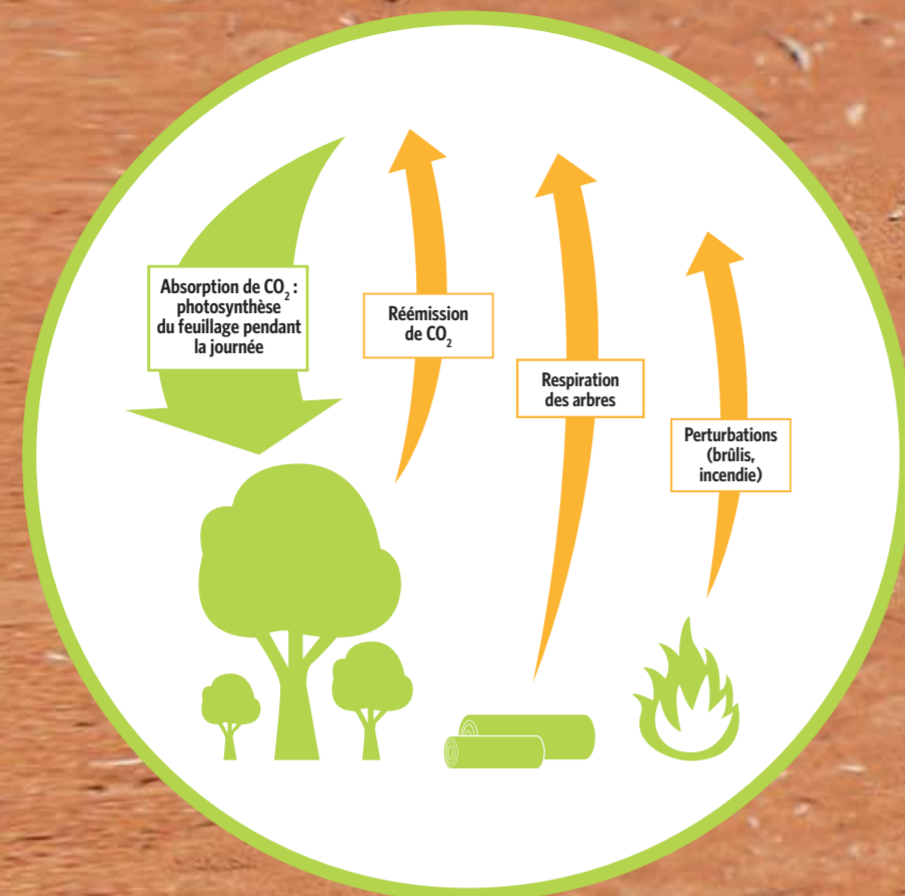 Absorption de CO₂ :
photosynthèse
du feuillage pendant
la journée
Réémission
de CO₂
Respiration
des arbres
Perturbations
(brûlis,
incendie)